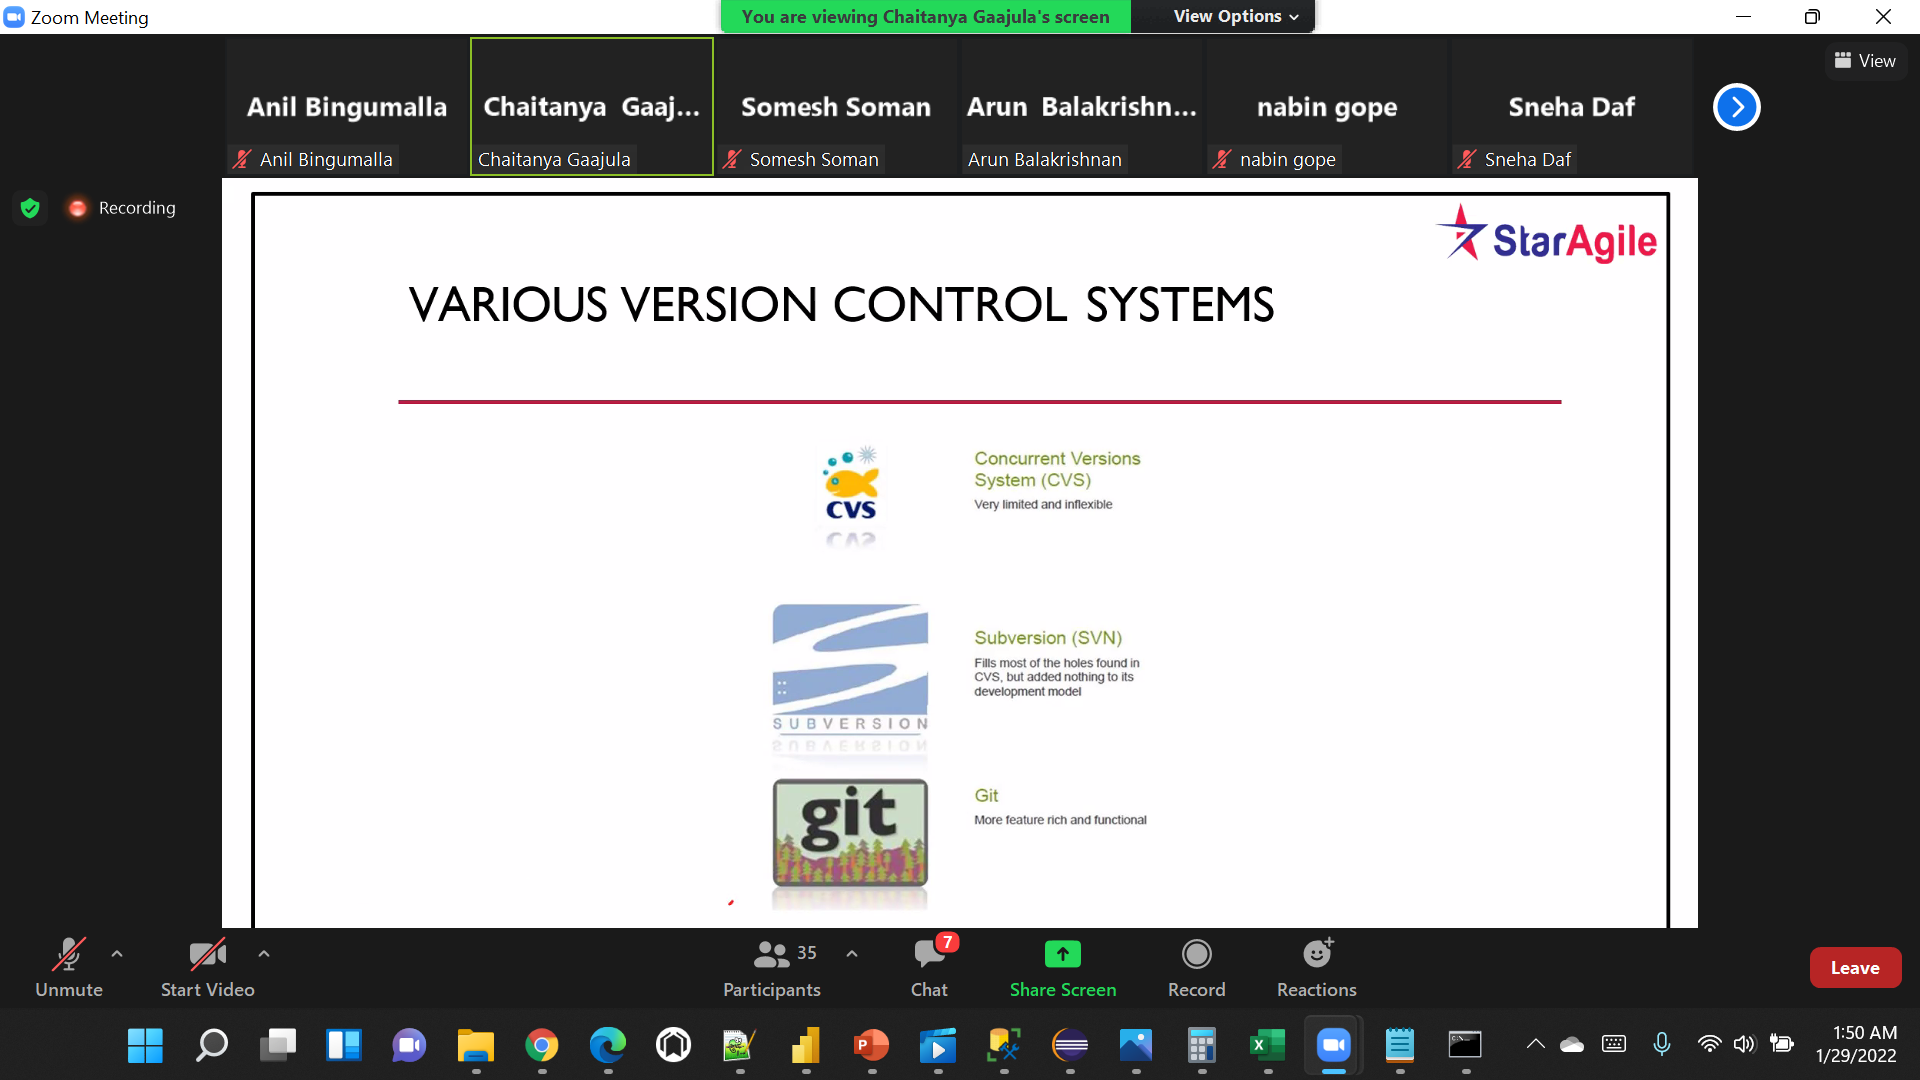 Zoom Meeting
You are viewing Chaitanya Gaajula's screen
View Options
View
Anil Bingumalla
Chaitanya Gaaj...
Somesh Soman
Arun Balakrishn...
nabin gope
Sneha Daf
Anil Bingumalla
Chaitanya Gaajula
Somesh Soman
Arun Balakrishnan
nabin gope
Sneha Daf
Recording
StarAgile
VARIOUS VERSION CONTROL SYSTEMS
CVS
Concurrent Versions
System (CVS)
Very limited and inflexible
SUBVERSION
Subversion (SVN)
Fills most of the holes found in
CVS, but added nothing to its
development model
git
Git
More feature rich and functional
Unmute
Start Video
35
Participants
7
Chat
Share Screen
Record
Reactions
Leave
1:50 AM
1/29/2022